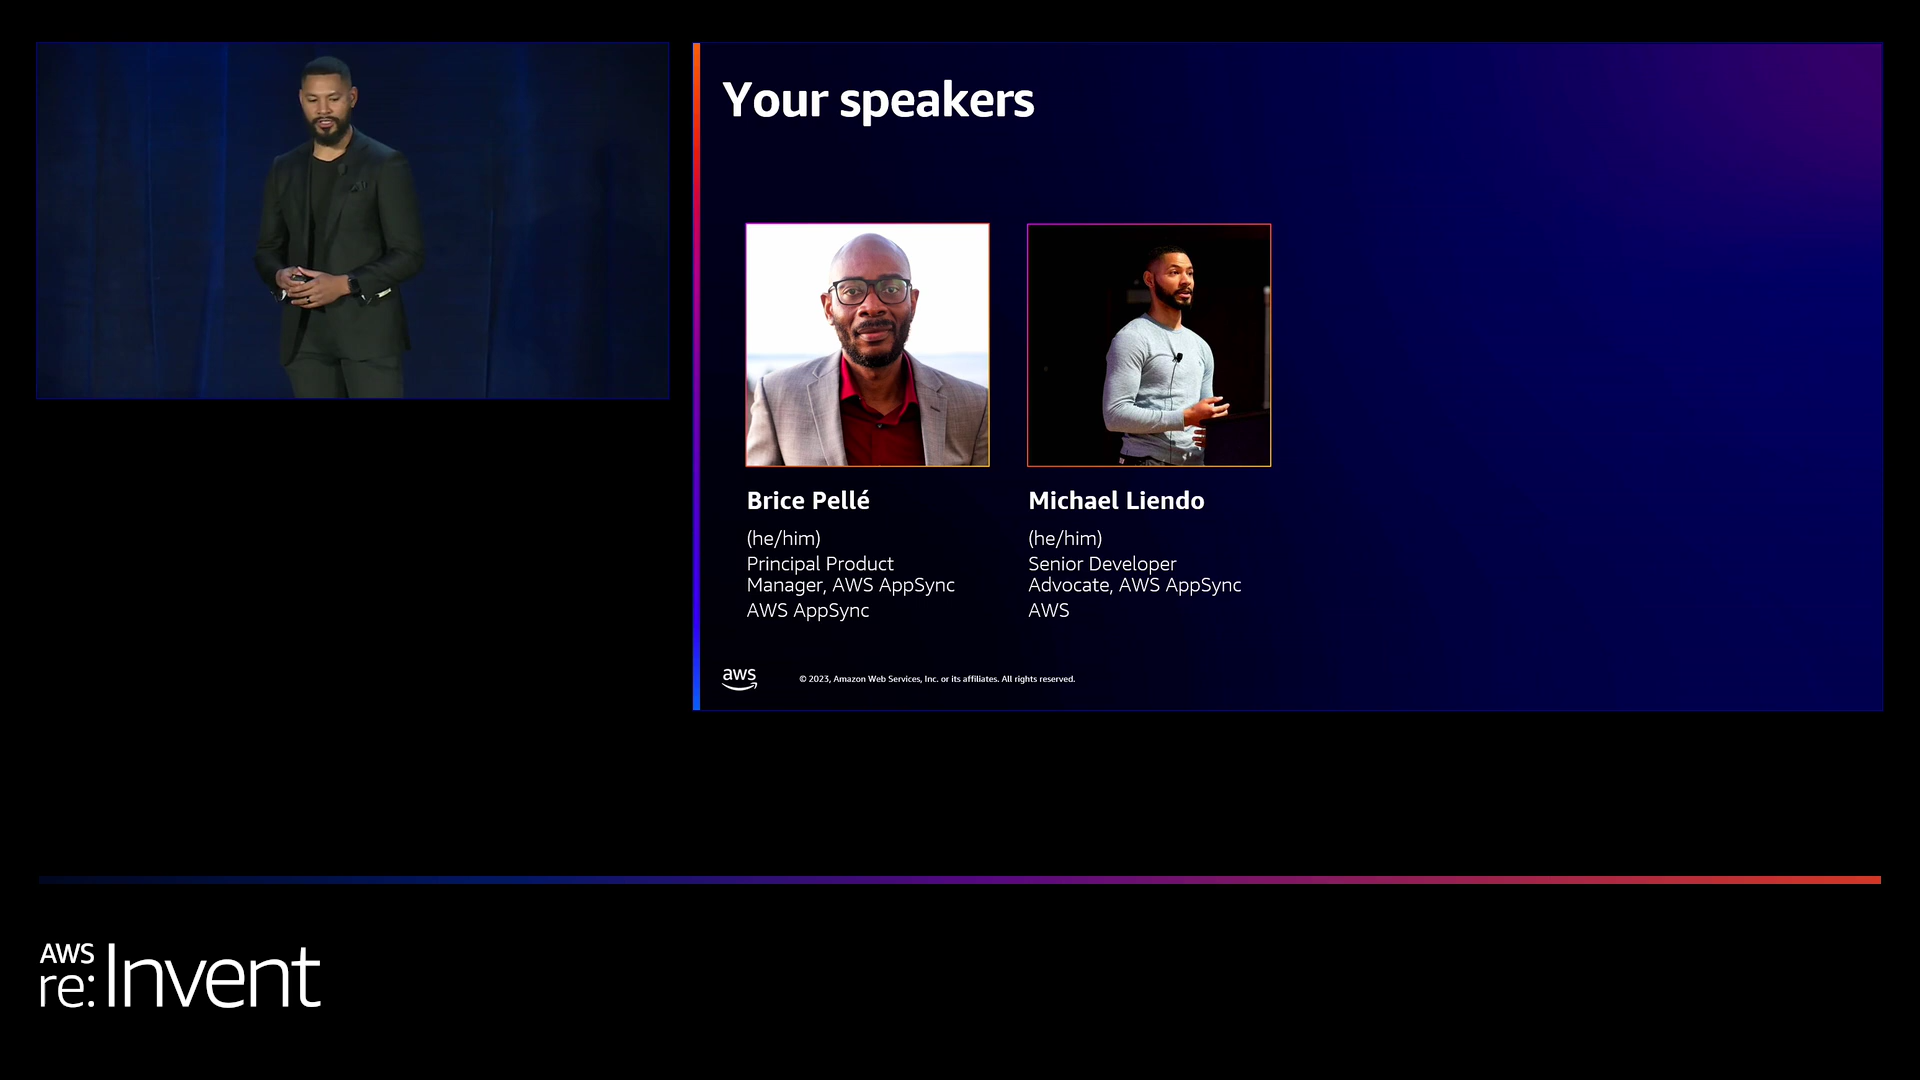 Your speakers
Brice Pellé
(he/him)
Principal Product
Manager, AWS AppSync
AWS AppSync
Michael Liendo
(he/him)
Senior Developer
Advocate, AWS AppSync
AWS
aws
© 2023, Amazon Web Services, Inc. or its affiliates. All rights reserved.
AWS
re:Invent